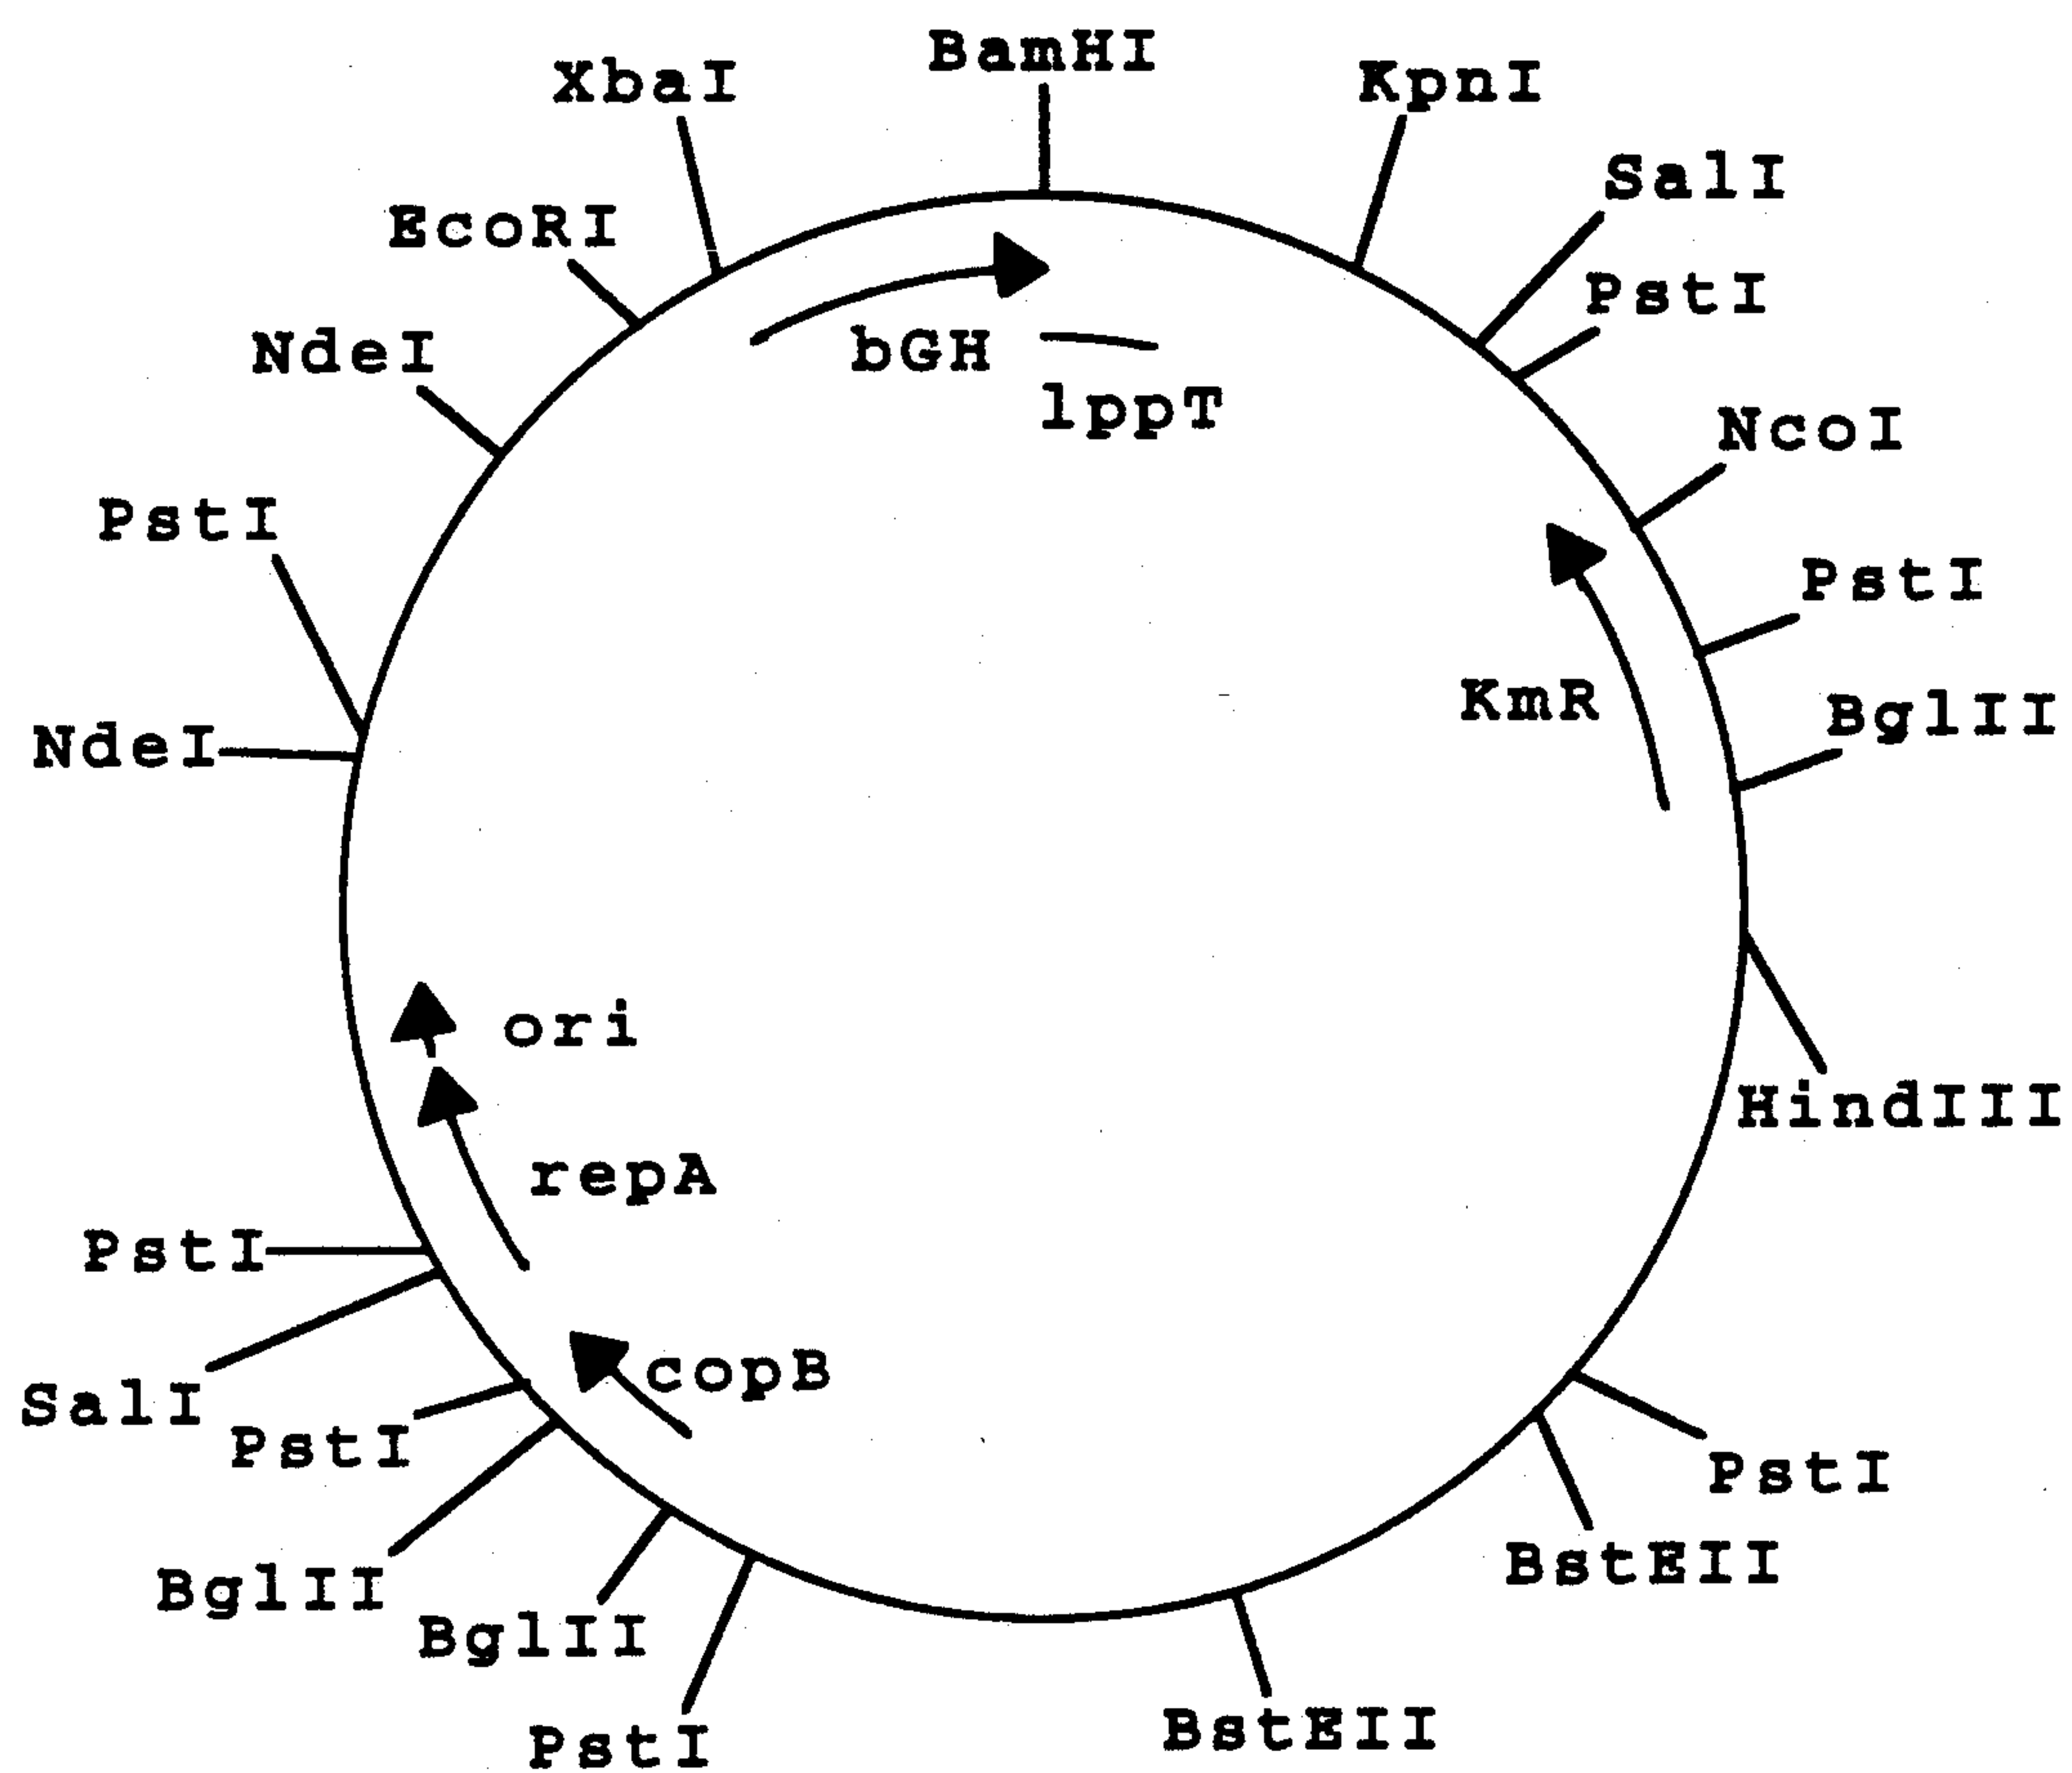 BamHI
XbaI
KpnI
SalI
EcoRI
PstI
NdeI
bGH
lppT
NcoI
PstI
PstI
KmR
BglII
NdeI
ori
HindIII
repA
PstI
copB
SalI
PstI
PstI
BstEII
BglII
BglII
BstEII
PstI